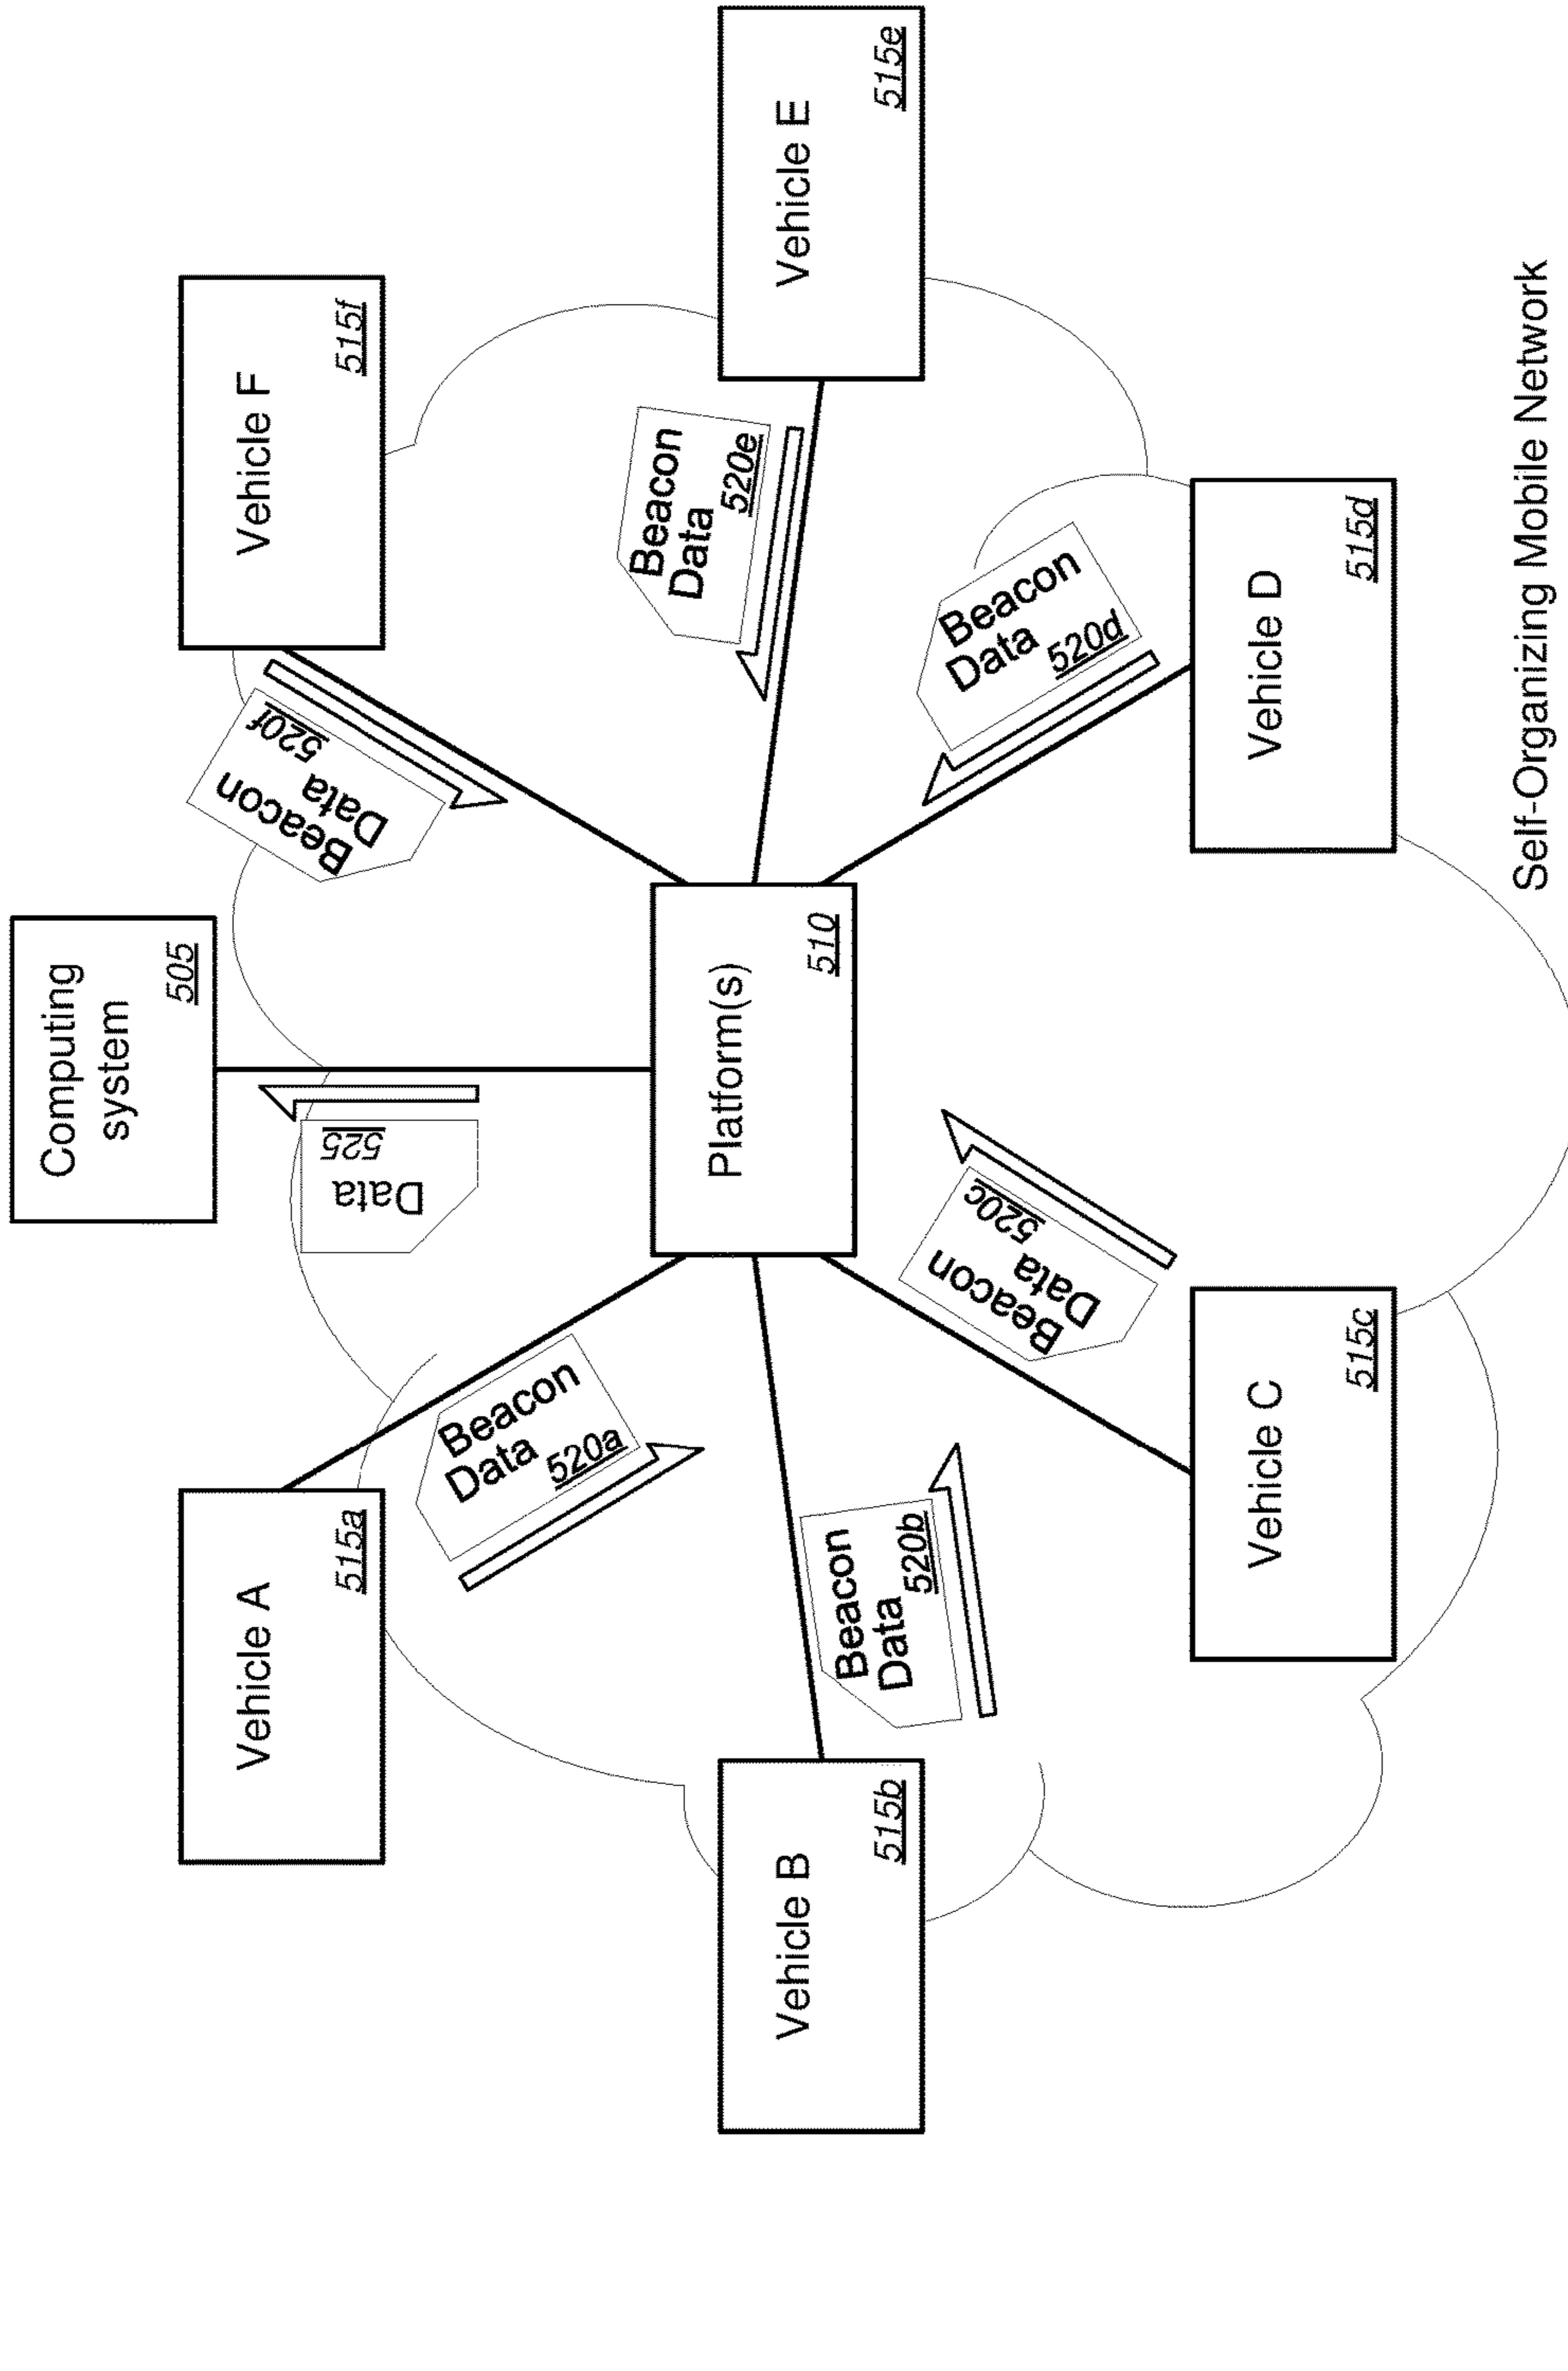 Computing
system
505
Vehicle A
515a
Vehicle F
515f
Data
525
Beacon
Data
520a
Beacon
Data
520f
Vehicle B
515b
Platform(s)
510
Vehicle E
515e
Beacon
Data
520b
Beacon
Data
520e
Beacon
Data
520c
Beacon
Data
520d
Vehicle C
515c
Vehicle D
515d
Self-Organizing Mobile Network